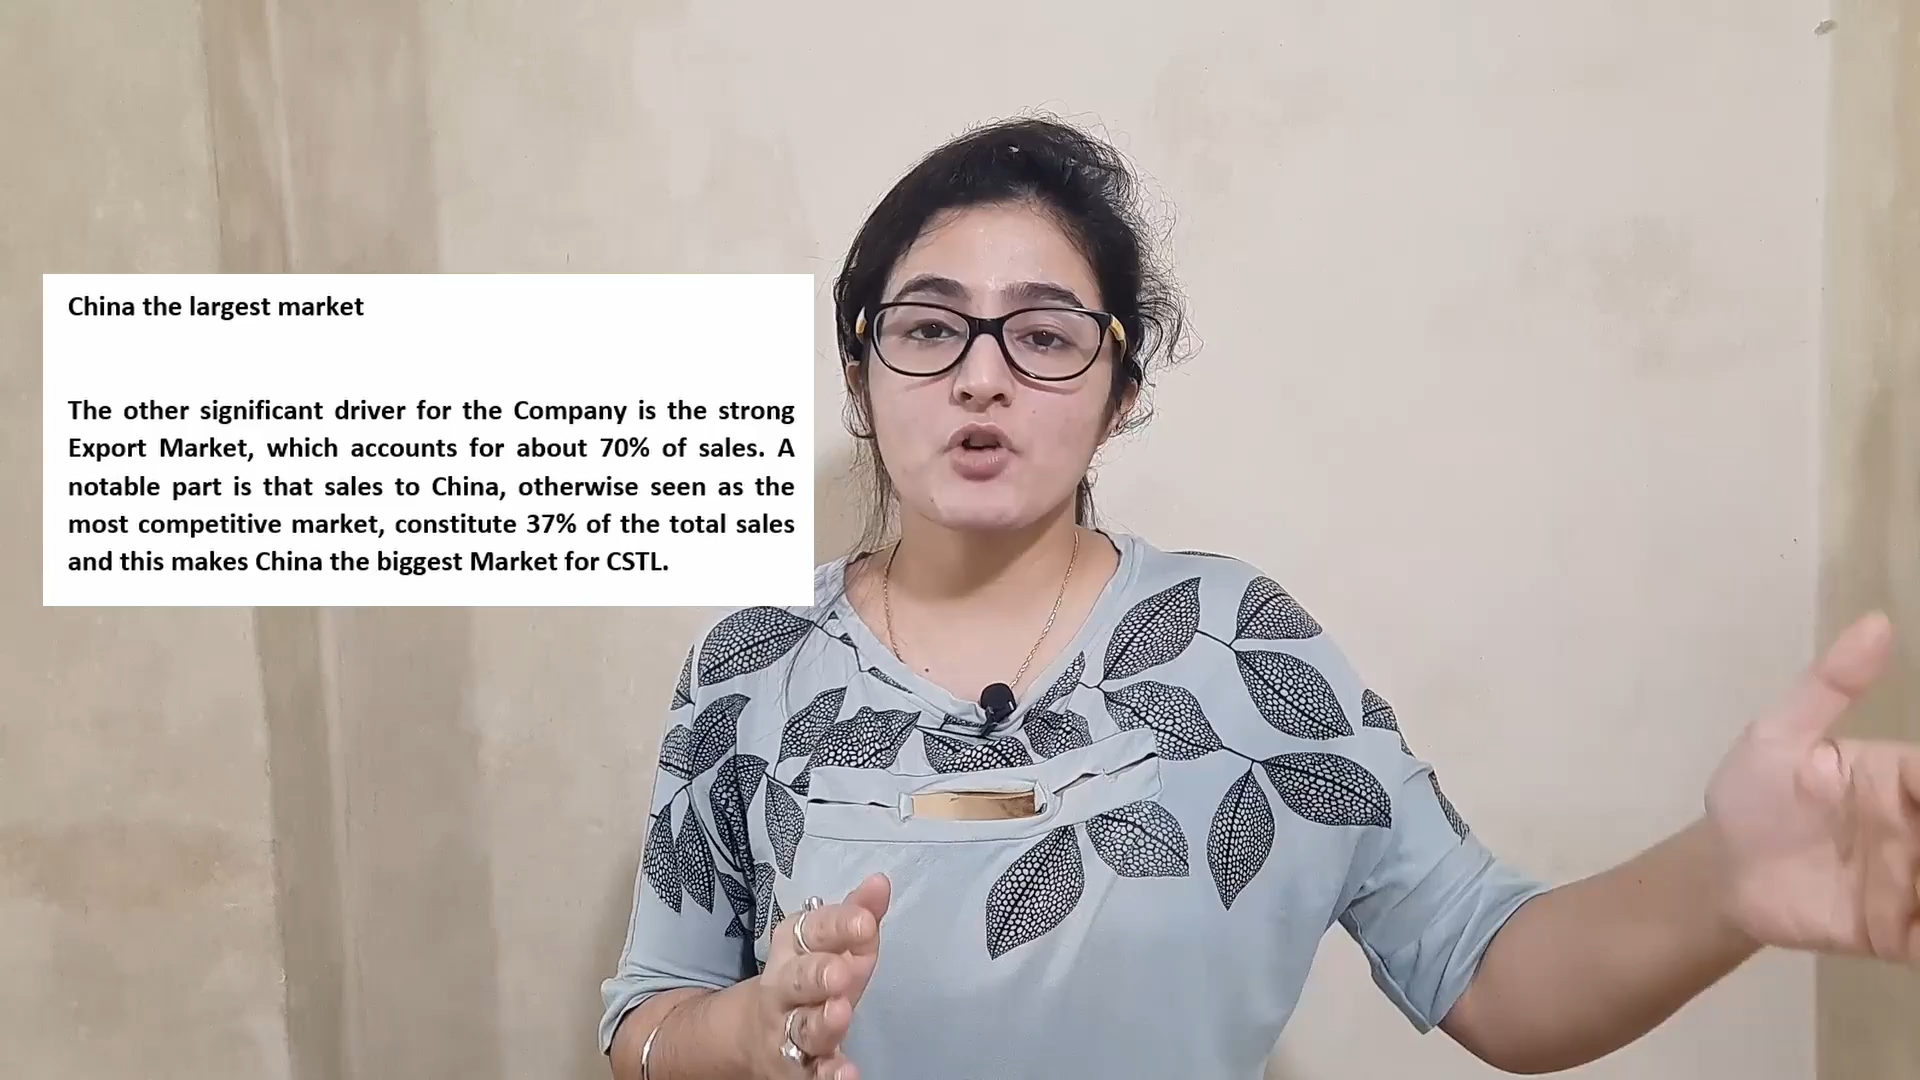 China the largest market
The other significant driver for the Company is the strong
Export Market, which accounts for about 70% of sales. A
notable part is that sales to China, otherwise seen as the
most competitive market, constitute 37% of the total sales
and this makes China the biggest Market for CSTL.